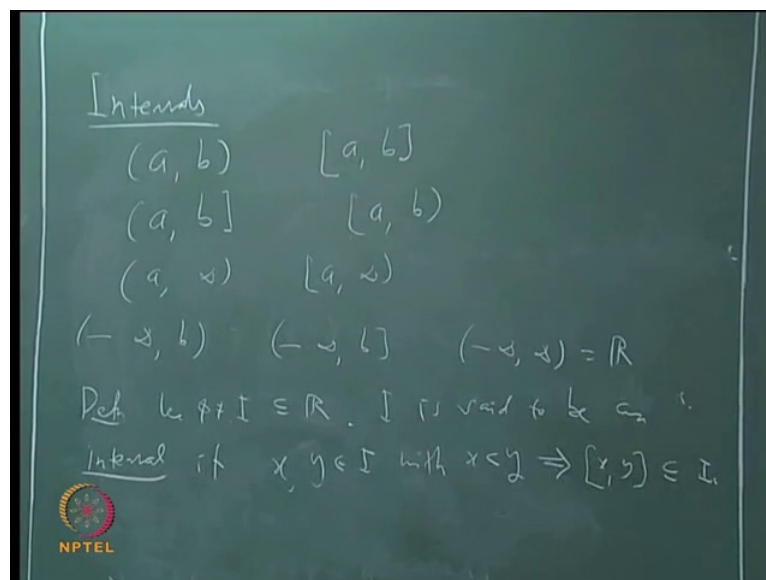 Intervals
(a, b) [a, b]
(a, b] [a, b)
(a, ∞) [a, ∞)
(-∞, b) (-∞, b] (-∞, ∞) = ℝ
Defn Let φ ≠ I ⊆ ℝ. I is said to be an
interval if x, y ∈ I with x < y ⇒ [x, y] ⊆ I.
NPTEL